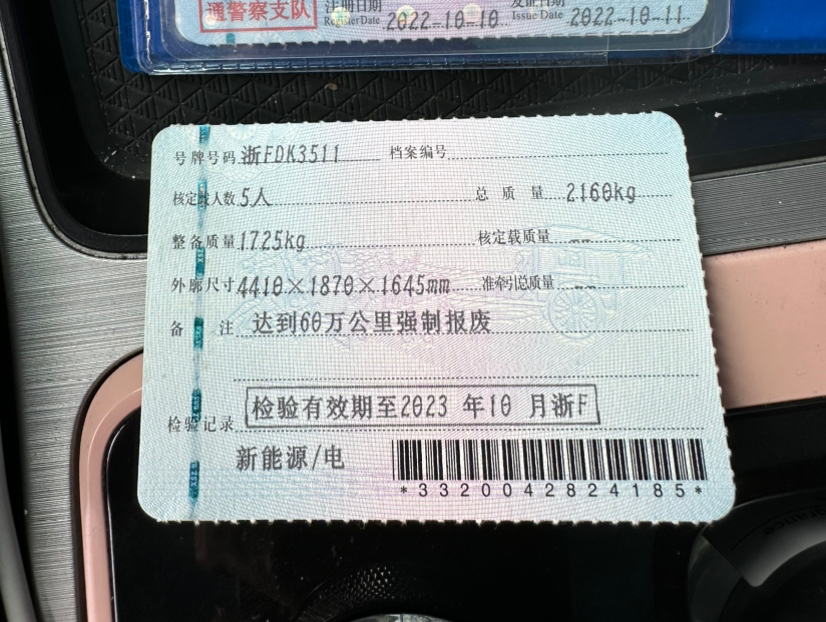 通警察支队 注册日期 2022-10-10 发证日期 2022-10-11
Register Date Issue Date
号牌号码 浙FDK3511 档案编号
核定载人数 5人 总质量 2160kg
整备质量 1725kg 核定载质量 --
外廓尺寸 4410×1870×1645mm 准牵引总质量 --
备注 达到60万公里强制报废
检验记录 检验有效期至2023 年10 月浙F
新能源/电
*3320042824185*